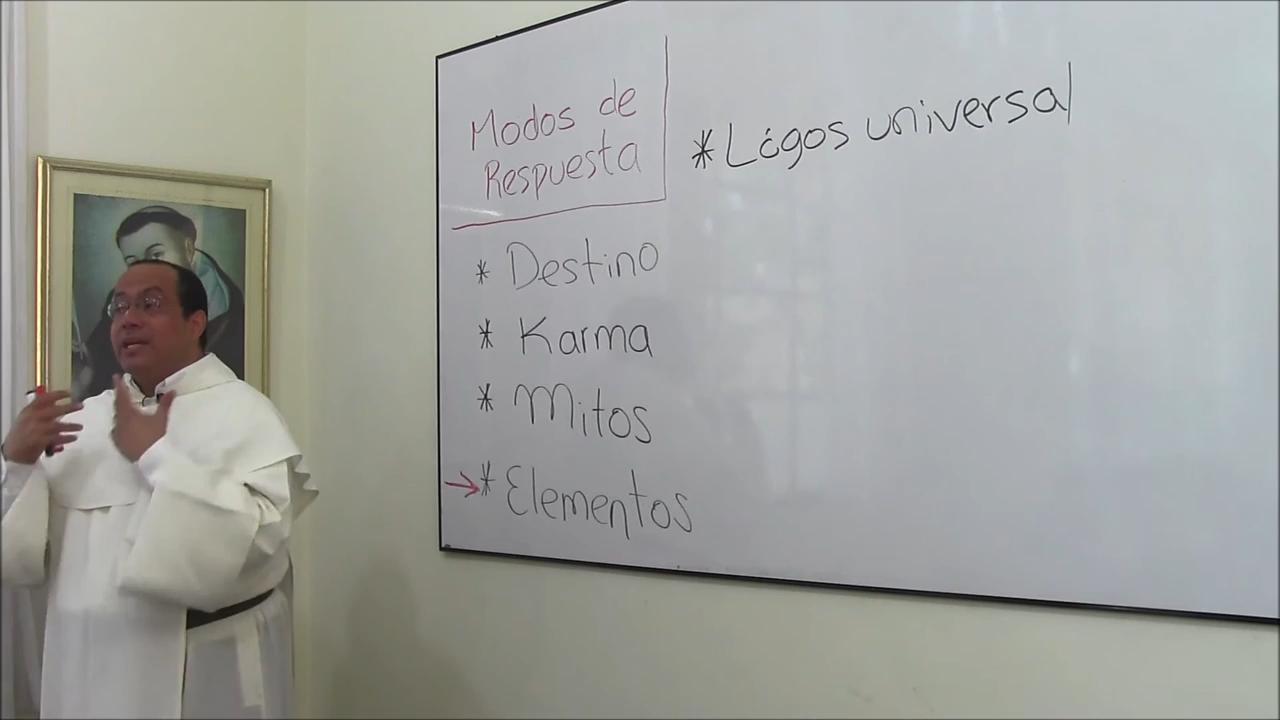 Modos de
Respuesta
* Destino
* Karma
* Mitos
→* Elementos
* Lógos universal